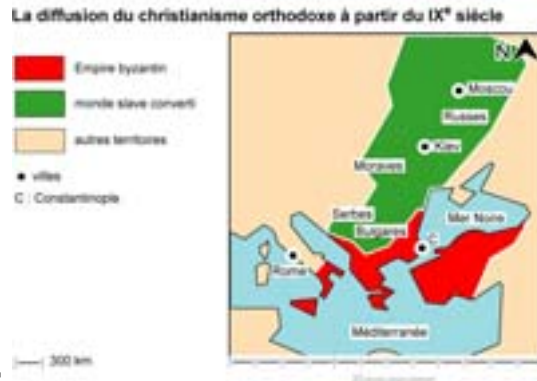 La diffusion du christianisme orthodoxe à partir du IXᵉ siècle
Empire byzantin
monde slave converti
autres territoires
villes
C : Constantinople
300 km
N
Moscou
Russes
Kiev
Moraves
Serbes
Bulgares
Mer Noire
C
Rome
Méditerranée